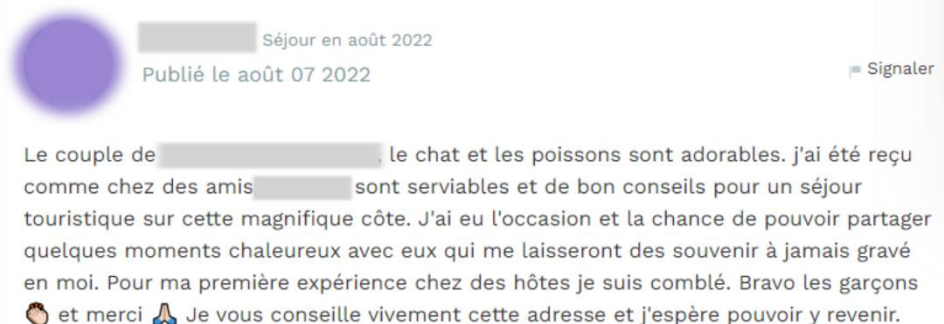 Séjour en août 2022
Publié le août 07 2022
Signaler
Le couple de , le chat et les poissons sont adorables. j'ai été reçu
comme chez des amis sont serviables et de bon conseils pour un séjour
touristique sur cette magnifique côte. J'ai eu l'occasion et la chance de pouvoir partager
quelques moments chaleureux avec eux qui me laisseront des souvenir à jamais gravé
en moi. Pour ma première expérience chez des hôtes je suis comblé. Bravo les garçons
👏 et merci 🙏 Je vous conseille vivement cette adresse et j'espère pouvoir y revenir.